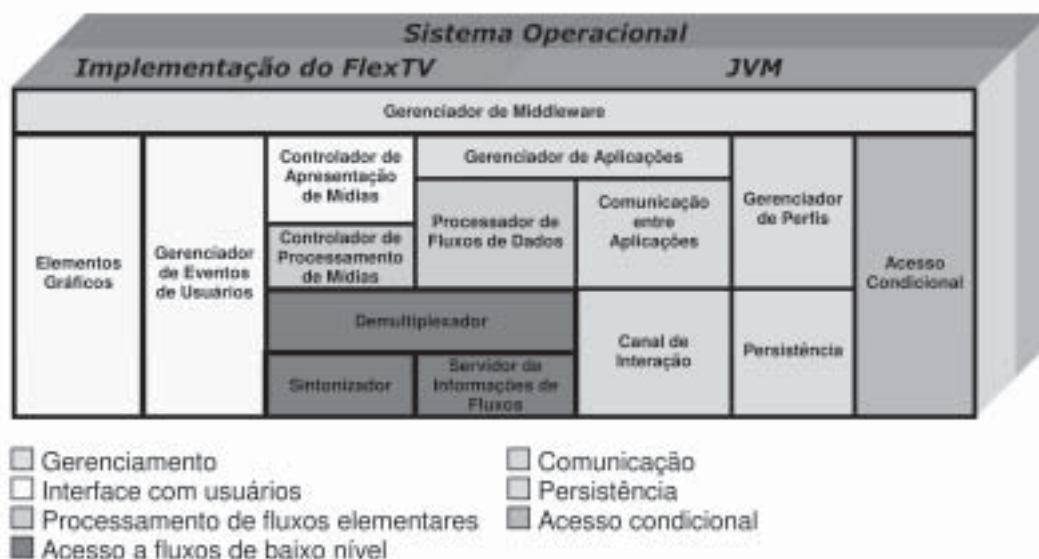 Sistema Operacional
Implementação do FlexTV
JVM
Gerenciador de Middleware
Elementos
Gráficos
Gerenciador
de Eventos
de Usuários
Controlador de
Apresentação
de Mídias
Controlador de
Processamento
de Mídias
Gerenciador de Aplicações
Processador de
Fluxos de Dados
Comunicação
entre
Aplicações
Gerenciador
de Perfis
Acesso
Condicional
Demultiplexador
Sintonizador
Servidor de
Informações de
Fluxos
Canal de
Interação
Persistência
Gerenciamento
Interface com usuários
Processamento de fluxos elementares
Acesso a fluxos de baixo nível
Comunicação
Persistência
Acesso condicional